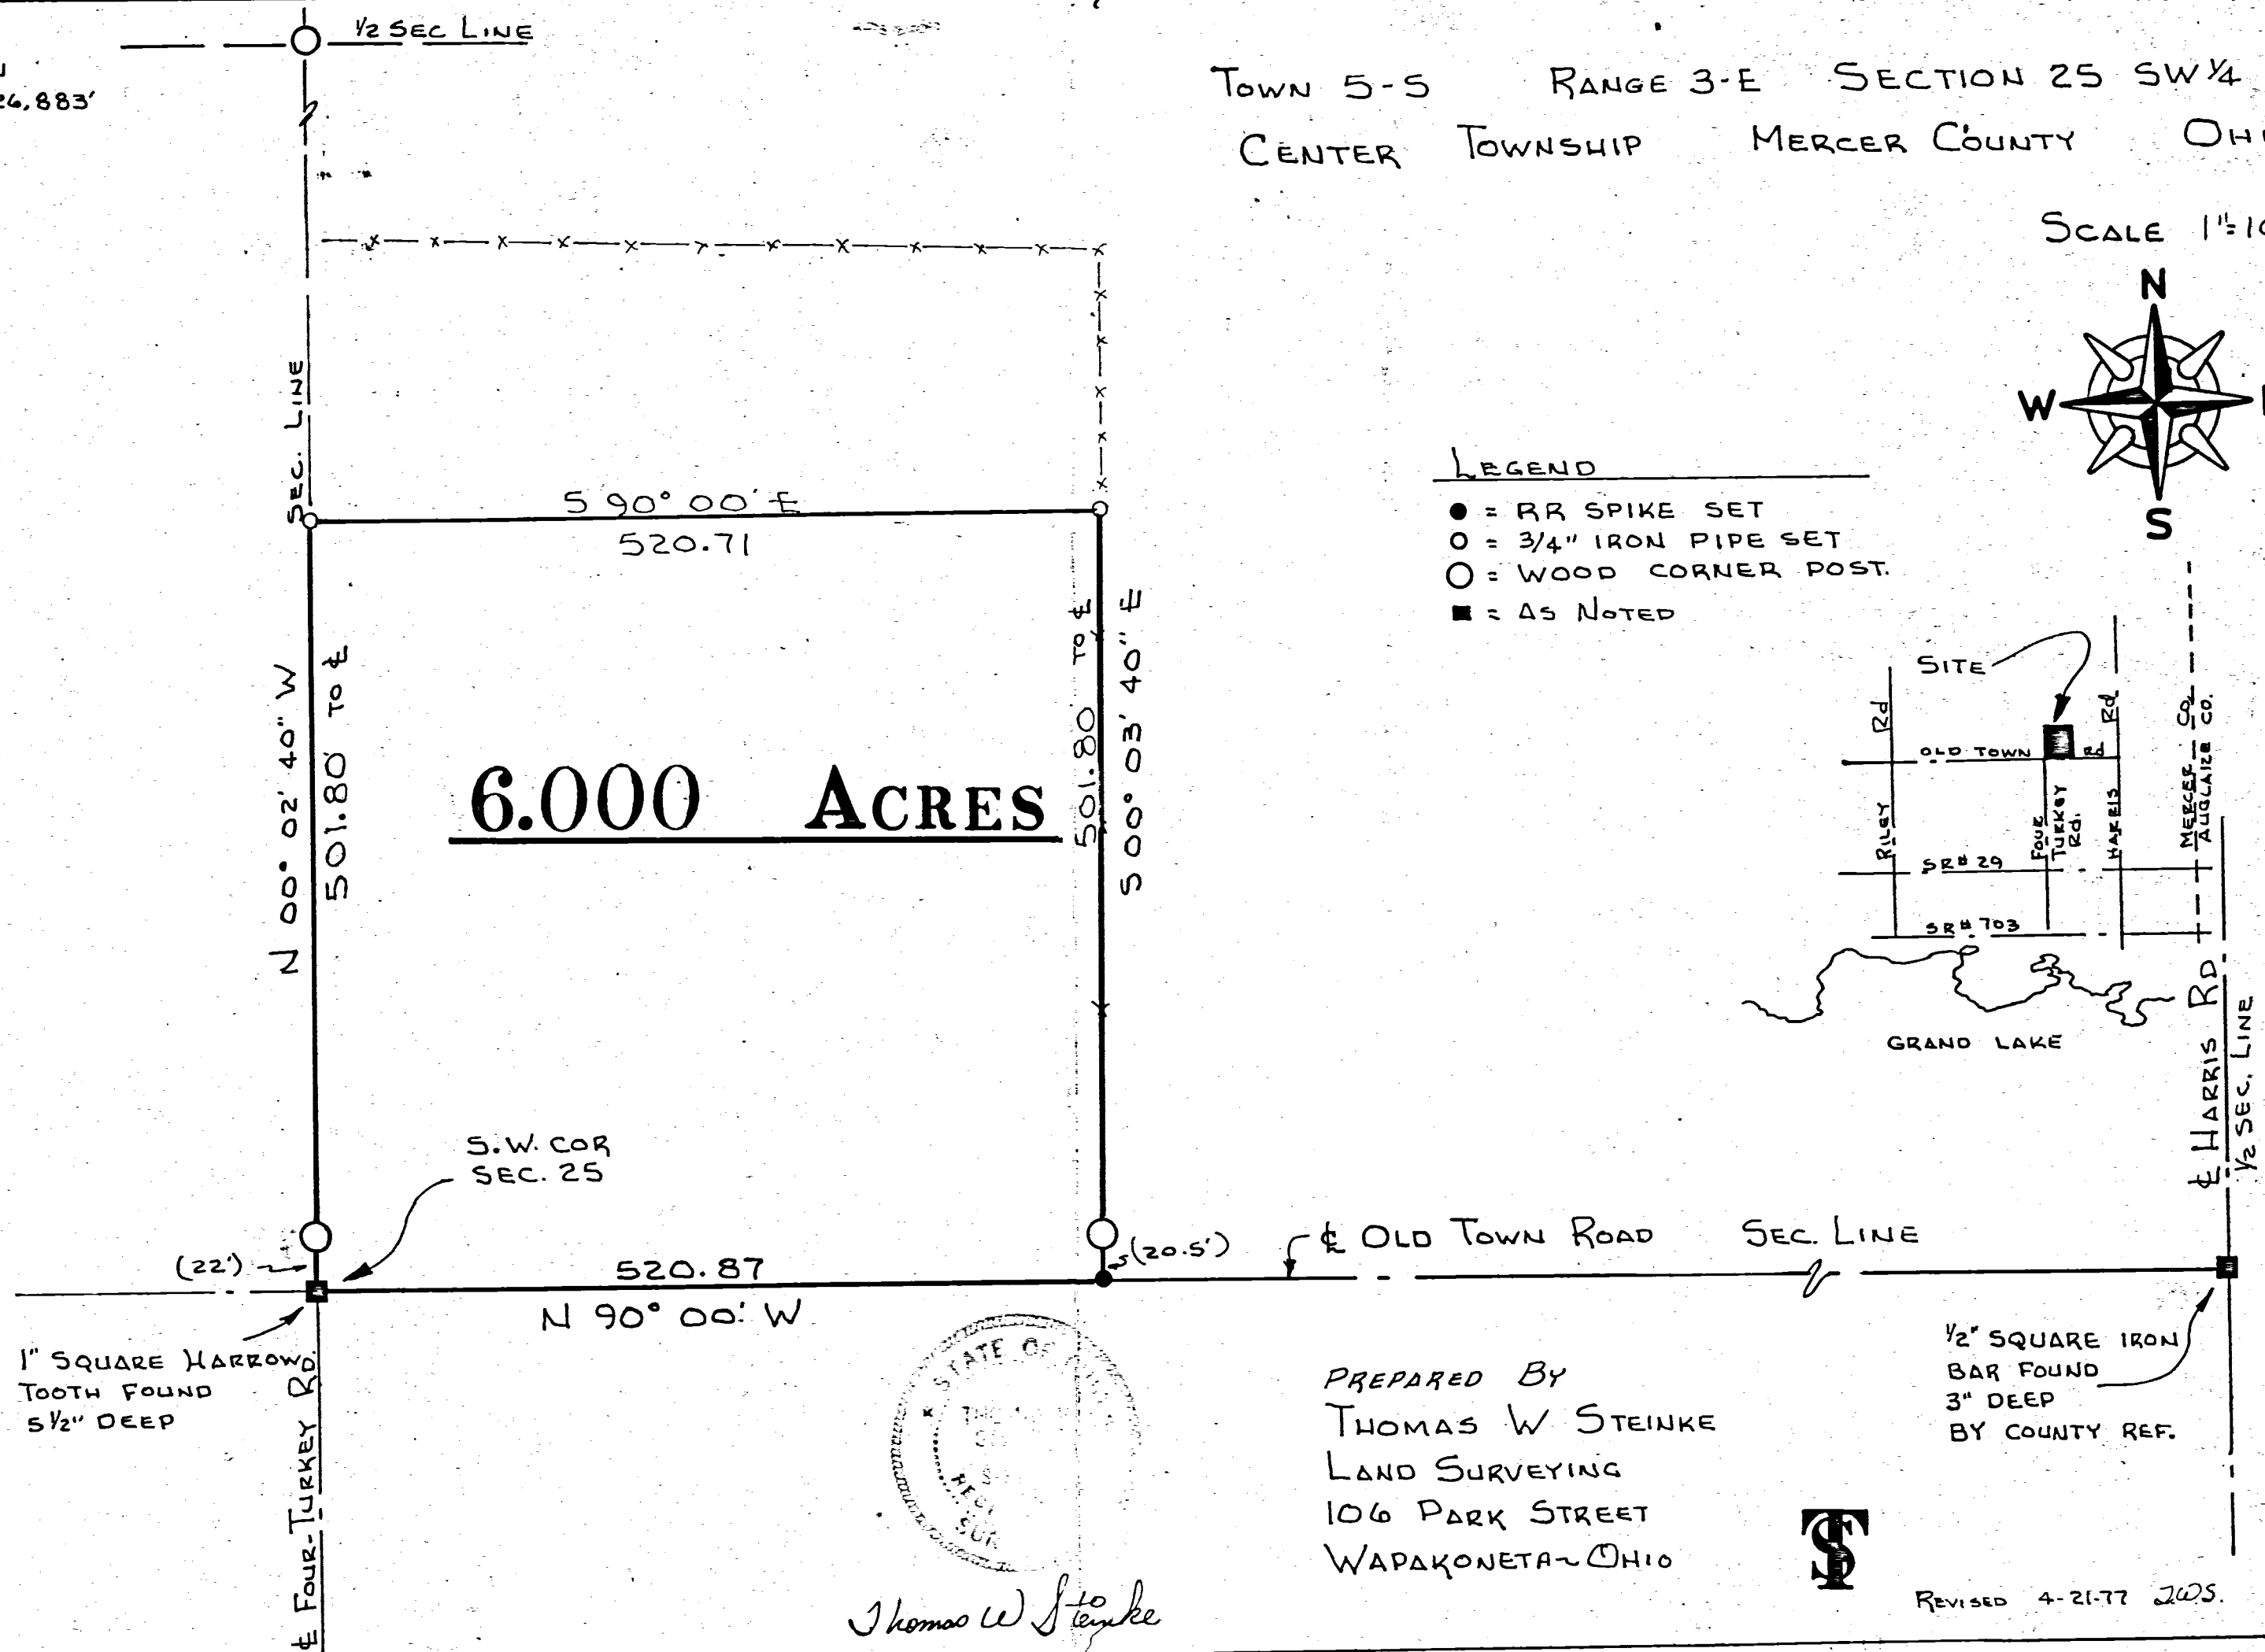 ½ SEC LINE
26,883'
TOWN 5-S RANGE 3-E SECTION 25 SW ¼
CENTER TOWNSHIP MERCER COUNTY
SCALE
N
W
S
SEC. LINE
S 90° 00' E
520.71
LEGEND
● = RR SPIKE SET
○ = 3/4" IRON PIPE SET
◯ = WOOD CORNER POST.
■ = AS NOTED
N 00° 02' 40" W
501.80' TO ℄
6.000 ACRES
501.80' TO ℄
S 00° 03' 40" E
SITE
Rd
Rd
OLD TOWN Rd
RILEY
FOUR
TURKEY
Rd.
HARRIS
MERCER CO.
AUGLAIZE CO.
SR# 29
SR# 703
GRAND LAKE
℄ HARRIS RD.
½ SEC. LINE
S.W. COR
SEC. 25
(22')
520.87
N 90° 00' W
(20.5')
℄ OLD TOWN ROAD SEC. LINE
1" SQUARE HARROW
TOOTH FOUND
5½" DEEP
℄ FOUR-TURKEY RD.
STATE OF
½" SQUARE IRON
BAR FOUND
3" DEEP
BY COUNTY REF.
PREPARED BY
THOMAS W STEINKE
LAND SURVEYING
106 PARK STREET
WAPAKONETA~OHIO
Thomas W Steinke
REVISED 4-21-77 TWS.